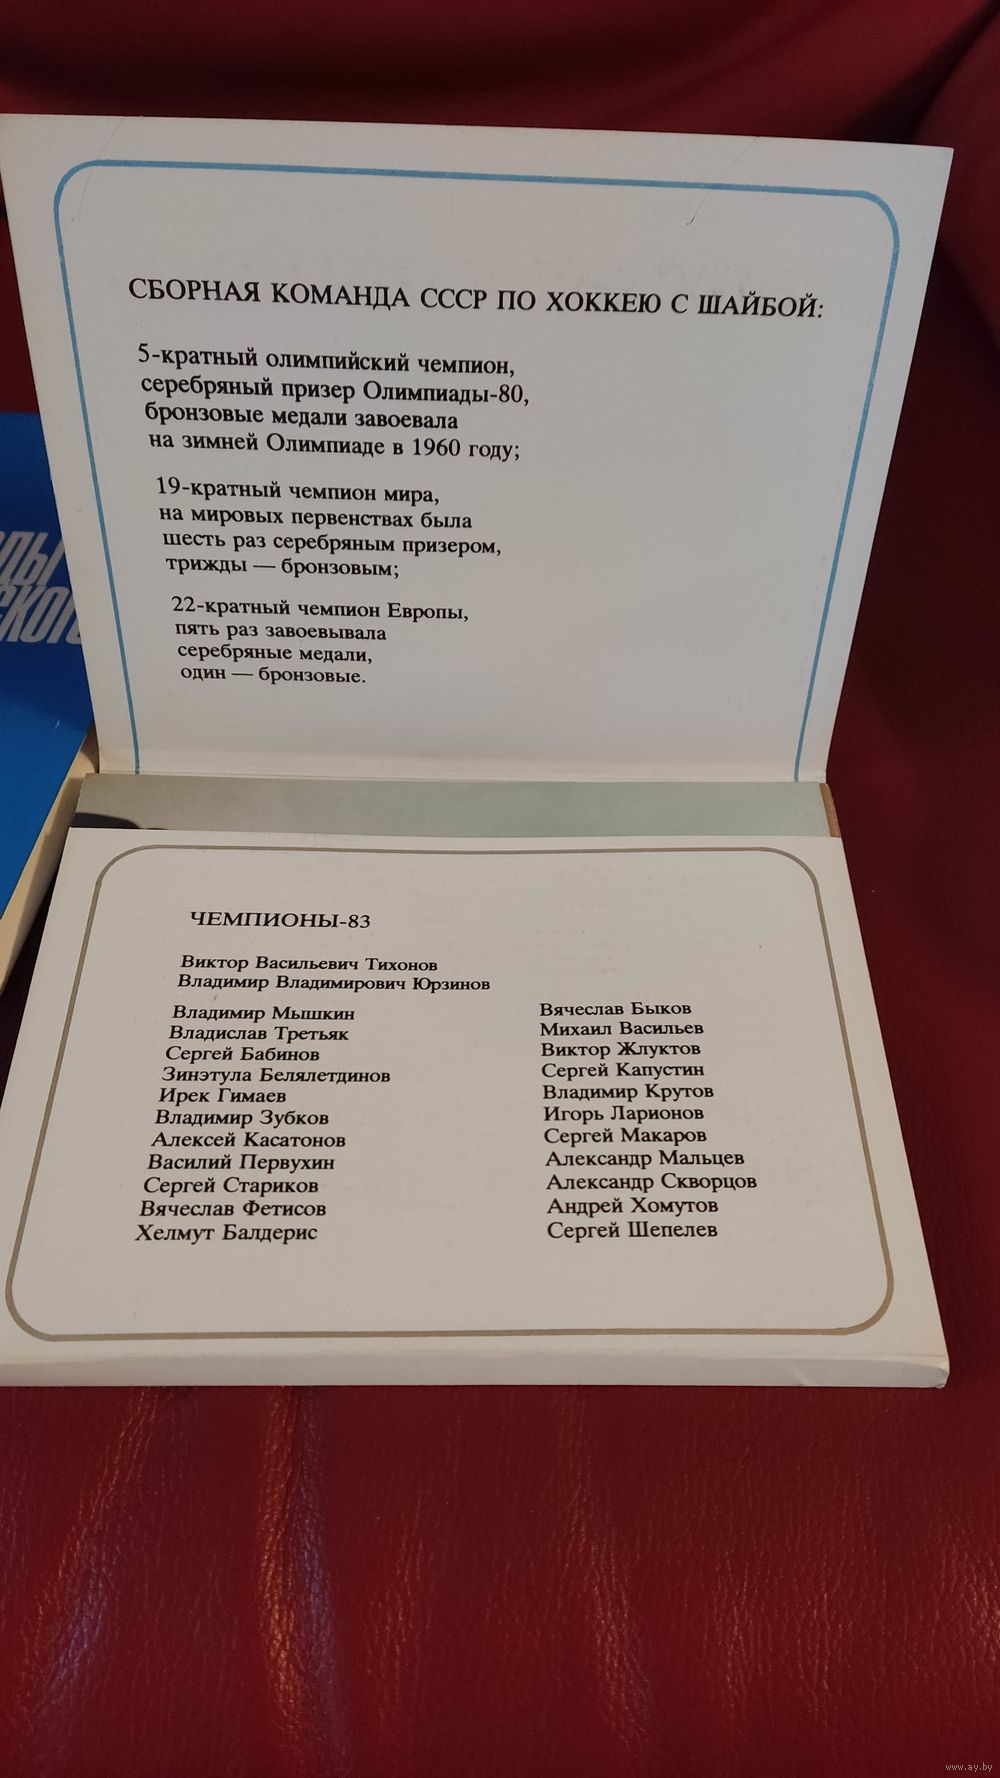 СБОРНАЯ КОМАНДА СССР ПО ХОККЕЮ С ШАЙБОЙ:
5-кратный олимпийский чемпион,
серебряный призер Олимпиады-80,
бронзовые медали завоевала
на зимней Олимпиаде в 1960 году;
19-кратный чемпион мира,
на мировых первенствах была
шесть раз серебряным призером,
трижды — бронзовым;
22-кратный чемпион Европы,
пять раз завоевывала
серебряные медали,
один — бронзовые.
ЧЕМПИОНЫ-83
Виктор Васильевич Тихонов
Владимир Владимирович Юрзинов
Владимир Мышкин
Владислав Третьяк
Сергей Бабинов
Зинэтула Белялетдинов
Ирек Гимаев
Владимир Зубков
Алексей Касатонов
Василий Первухин
Сергей Стариков
Вячеслав Фетисов
Хелмут Балдерис
Вячеслав Быков
Михаил Васильев
Виктор Жлуктов
Сергей Капустин
Владимир Крутов
Игорь Ларионов
Сергей Макаров
Александр Мальцев
Александр Скворцов
Андрей Хомутов
Сергей Шепелев
www.ay.by